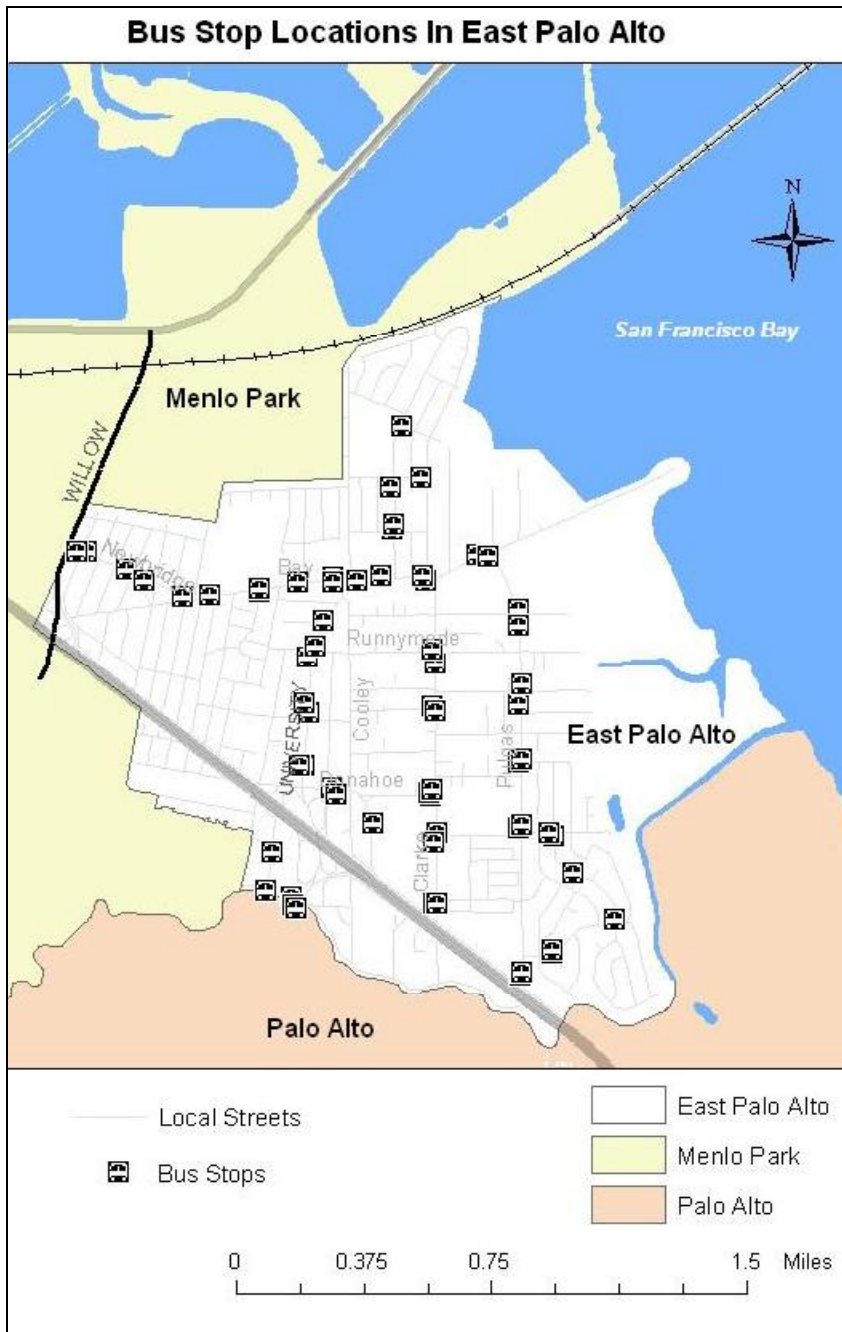 Bus Stop Locations In East Palo Alto
N
San Francisco Bay
Menlo Park
WILLOW
Newbridge
Bay
Runnymede
UNIVERSITY
Cooley
Pulgas
East Palo Alto
Donahoe
Clarke
Palo Alto
Local Streets
Bus Stops
East Palo Alto
Menlo Park
Palo Alto
0 0.375 0.75 1.5 Miles